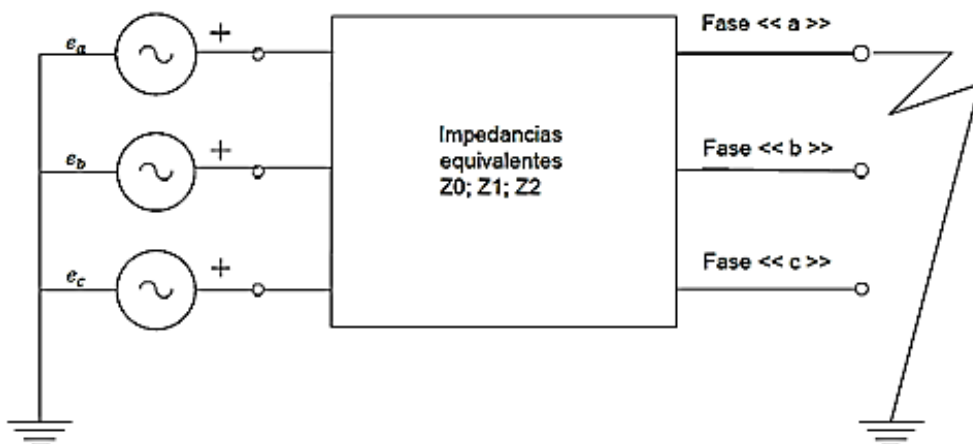 Fase << a >>
e_a
+
Impedancias
equivalentes
Z0; Z1; Z2
Fase << b >>
e_b
+
Fase << c >>
e_c
+